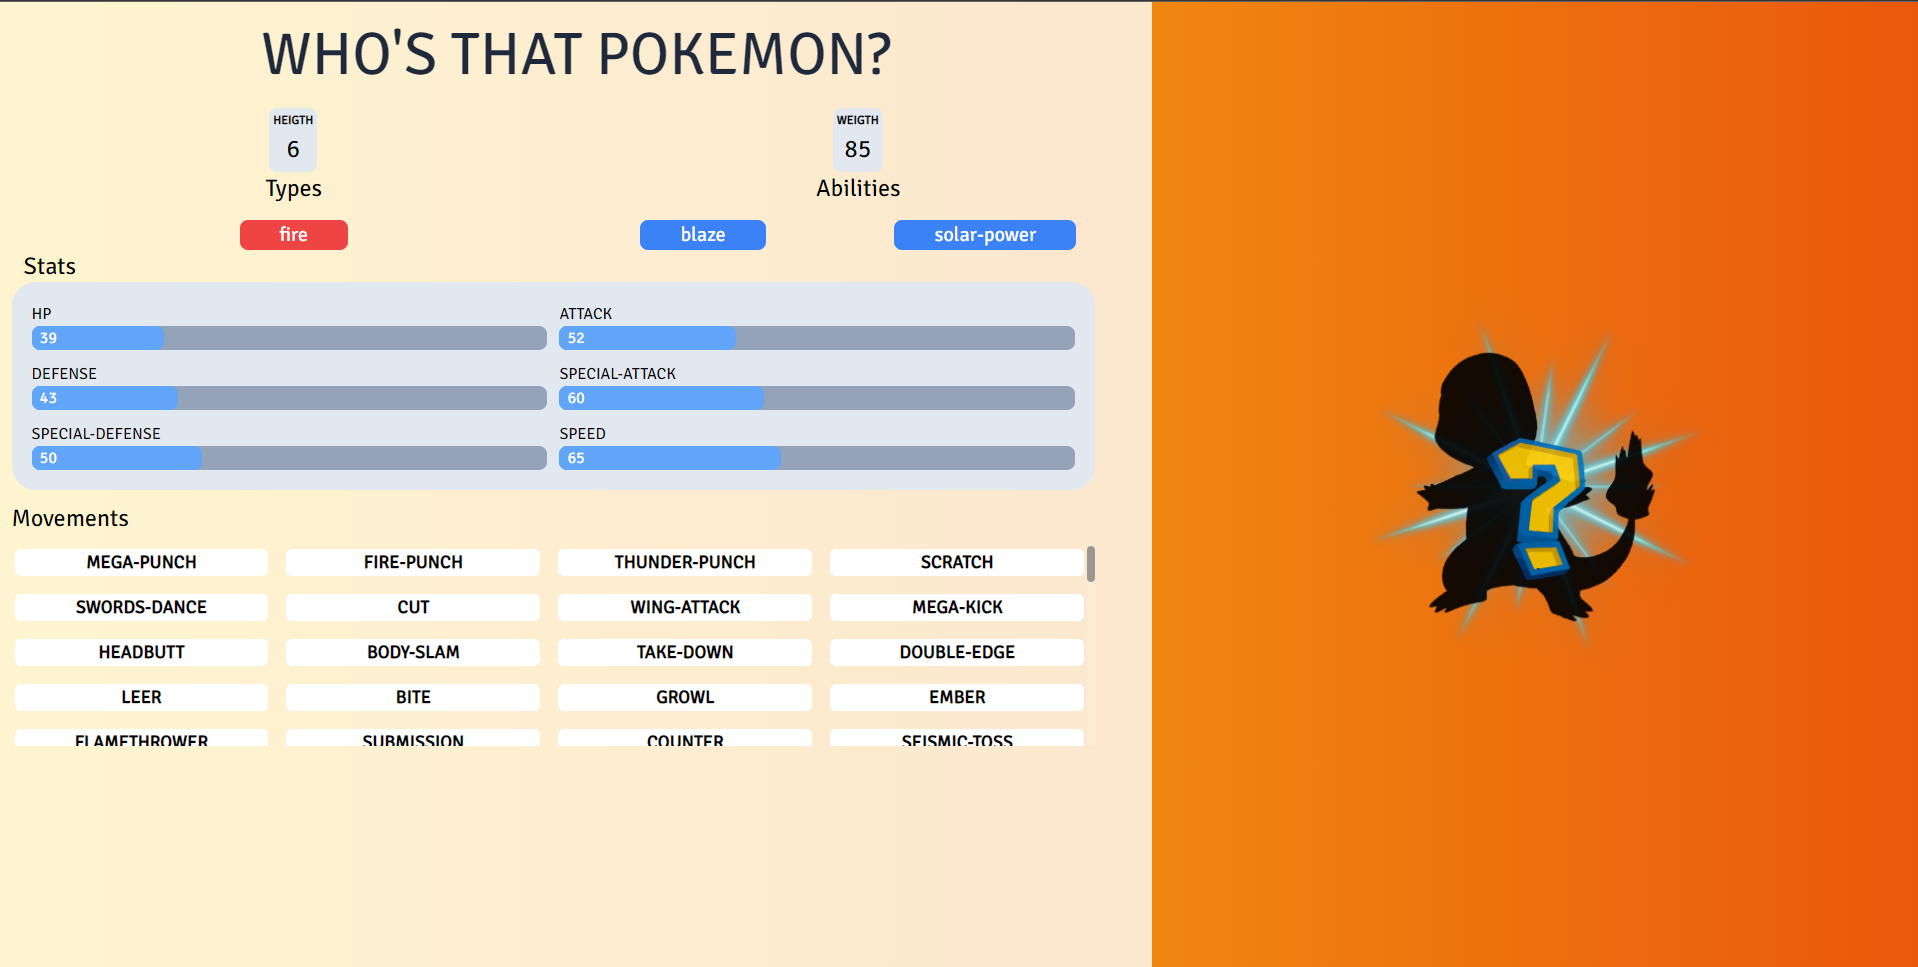 WHO'S THAT POKEMON?
HEIGTH
6
WEIGTH
85
Types
Abilities
fire
blaze
solar-power
Stats
HP
39
ATTACK
52
DEFENSE
43
SPECIAL-ATTACK
60
SPECIAL-DEFENSE
50
SPEED
65
Movements
MEGA-PUNCH
FIRE-PUNCH
THUNDER-PUNCH
SCRATCH
SWORDS-DANCE
CUT
WING-ATTACK
MEGA-KICK
HEADBUTT
BODY-SLAM
TAKE-DOWN
DOUBLE-EDGE
LEER
BITE
GROWL
EMBER
FLAMETHROWER
SUBMISSION
COUNTER
SEISMIC-TOSS
?